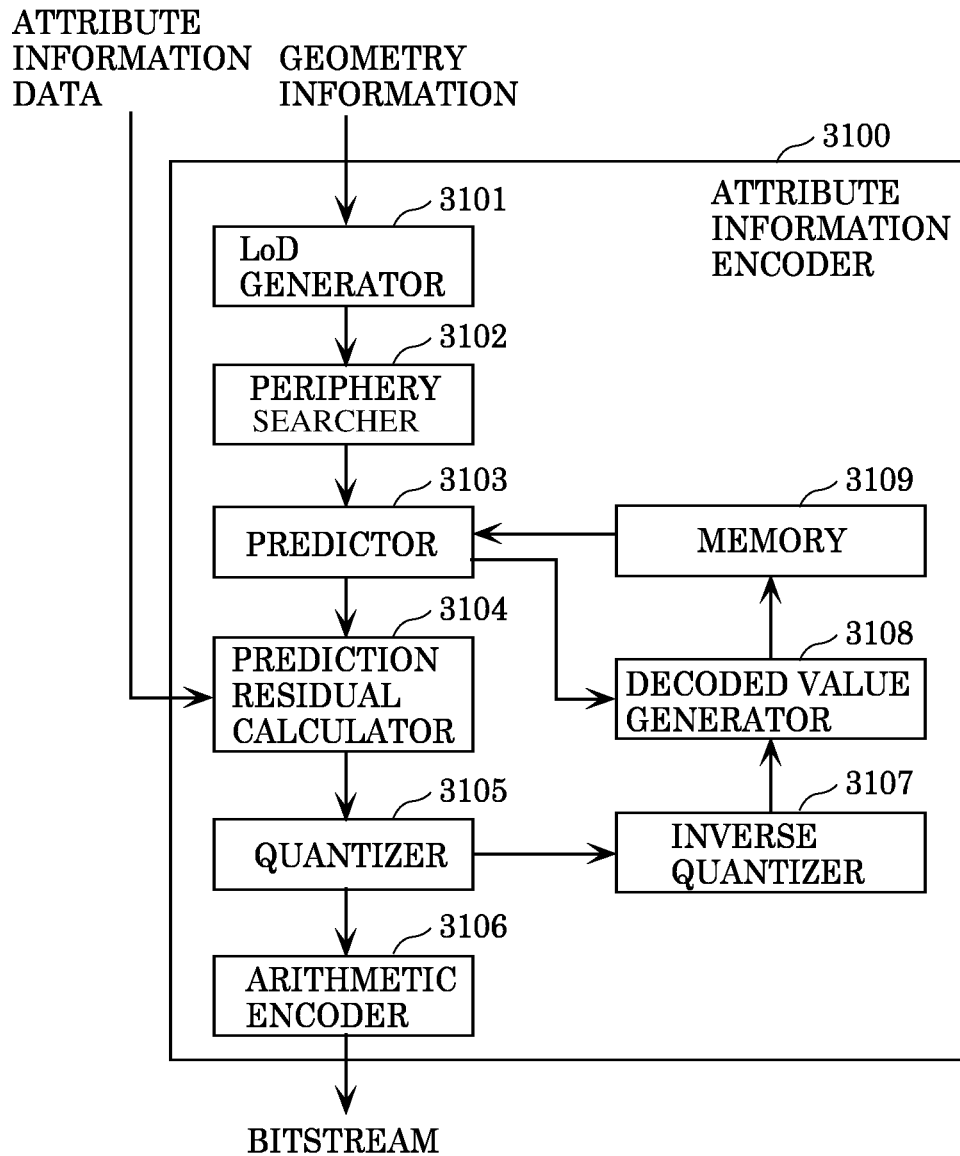 ATTRIBUTE
INFORMATION
DATA
GEOMETRY
INFORMATION
3100
ATTRIBUTE
INFORMATION
ENCODER
3101
LoD
GENERATOR
3102
PERIPHERY
SEARCHER
3103
PREDICTOR
3109
MEMORY
3104
PREDICTION
RESIDUAL
CALCULATOR
3108
DECODED VALUE
GENERATOR
3105
QUANTIZER
3107
INVERSE
QUANTIZER
3106
ARITHMETIC
ENCODER
BITSTREAM